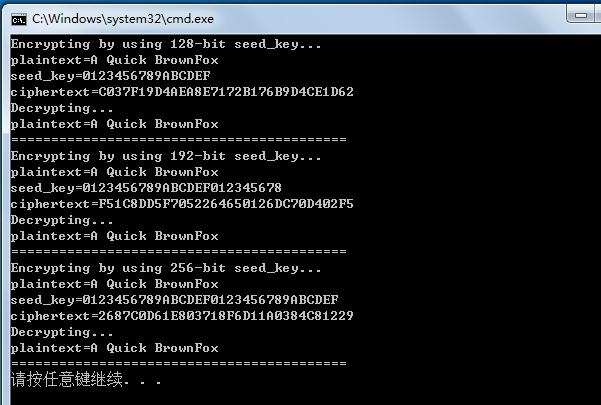 C:\Windows\system32\cmd.exe
Encrypting by using 128-bit seed_key...
plaintext=A Quick BrownFox
seed_key=0123456789ABCDEF
ciphertext=C037F19D4AEA8E7172B176B9D4CE1D62
Decrypting...
plaintext=A Quick BrownFox
========================================
Encrypting by using 192-bit seed_key...
plaintext=A Quick BrownFox
seed_key=0123456789ABCDEF012345678
ciphertext=F51C8DD5F7052264650126DC70D402F5
Decrypting...
plaintext=A Quick BrownFox
========================================
Encrypting by using 256-bit seed_key...
plaintext=A Quick BrownFox
seed_key=0123456789ABCDEF0123456789ABCDEF
ciphertext=2687C0D61E803718F6D11A0384C81229
Decrypting...
plaintext=A Quick BrownFox
========================================
请按任意键继续. . .